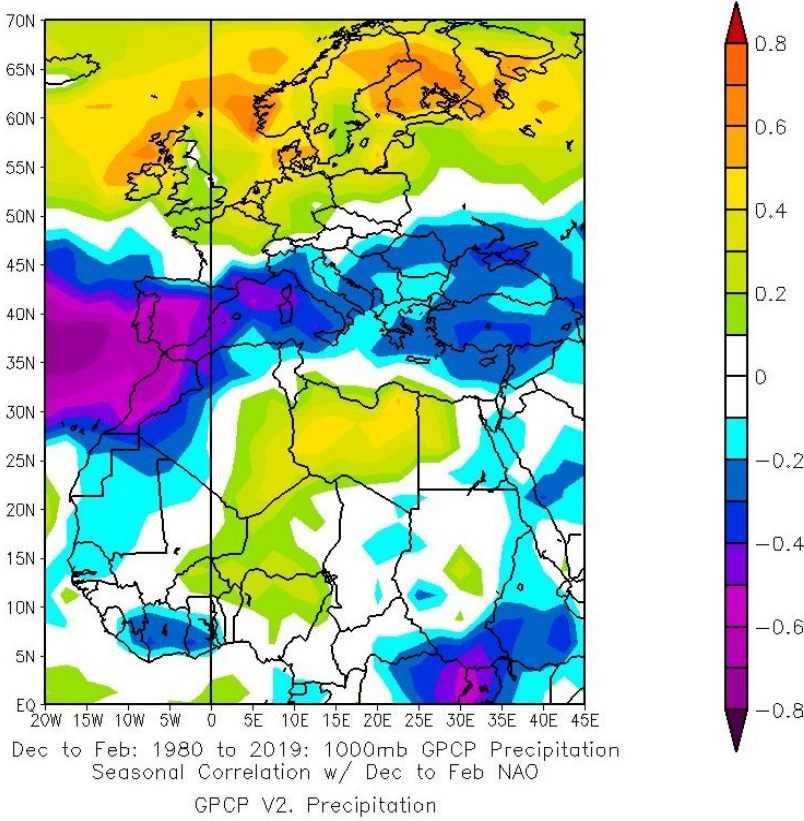 70N
65N
60N
55N
50N
45N
40N
35N
30N
25N
20N
15N
10N
5N
EQ
20W 15W 10W 5W 0 5E 10E 15E 20E 25E 30E 35E 40E 45E
0.8
0.6
0.4
0.2
0
-0.2
-0.4
-0.6
-0.8
Dec to Feb: 1980 to 2019: 1000mb GPCP Precipitation
Seasonal Correlation w/ Dec to Feb NAO
GPCP V2. Precipitation